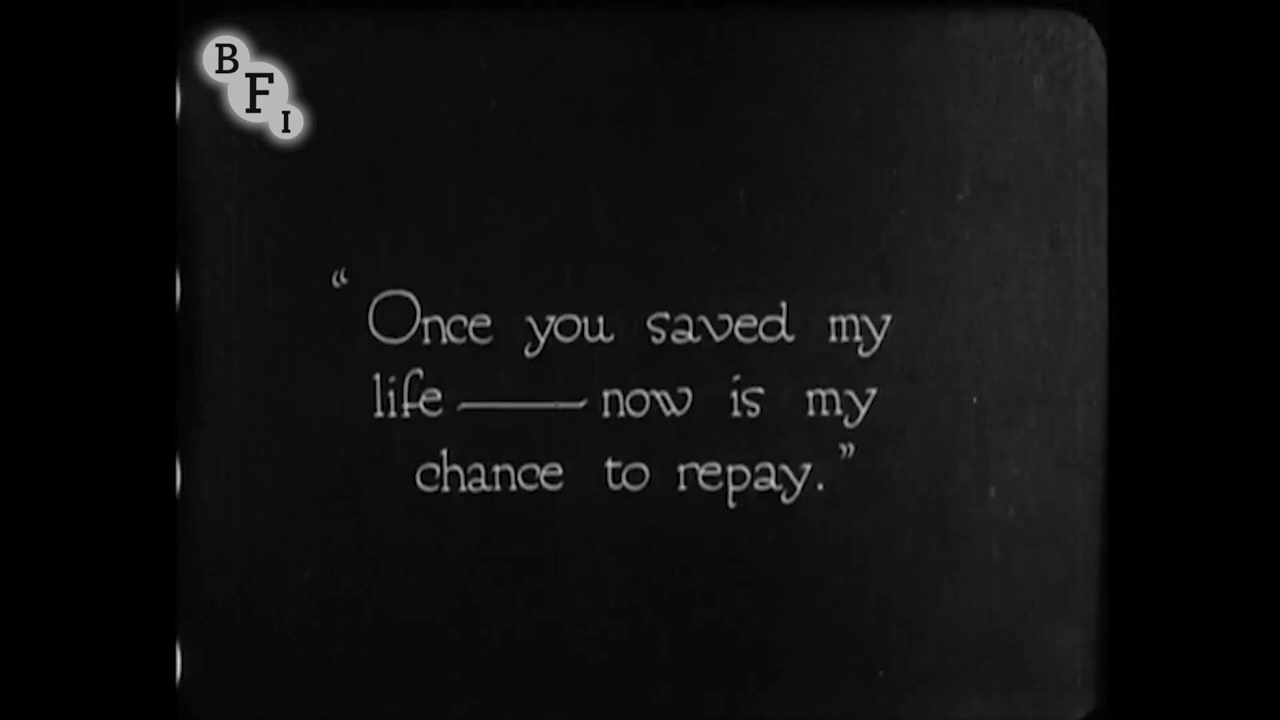 BFI
"Once you saved my
life —— now is my
chance to repay."